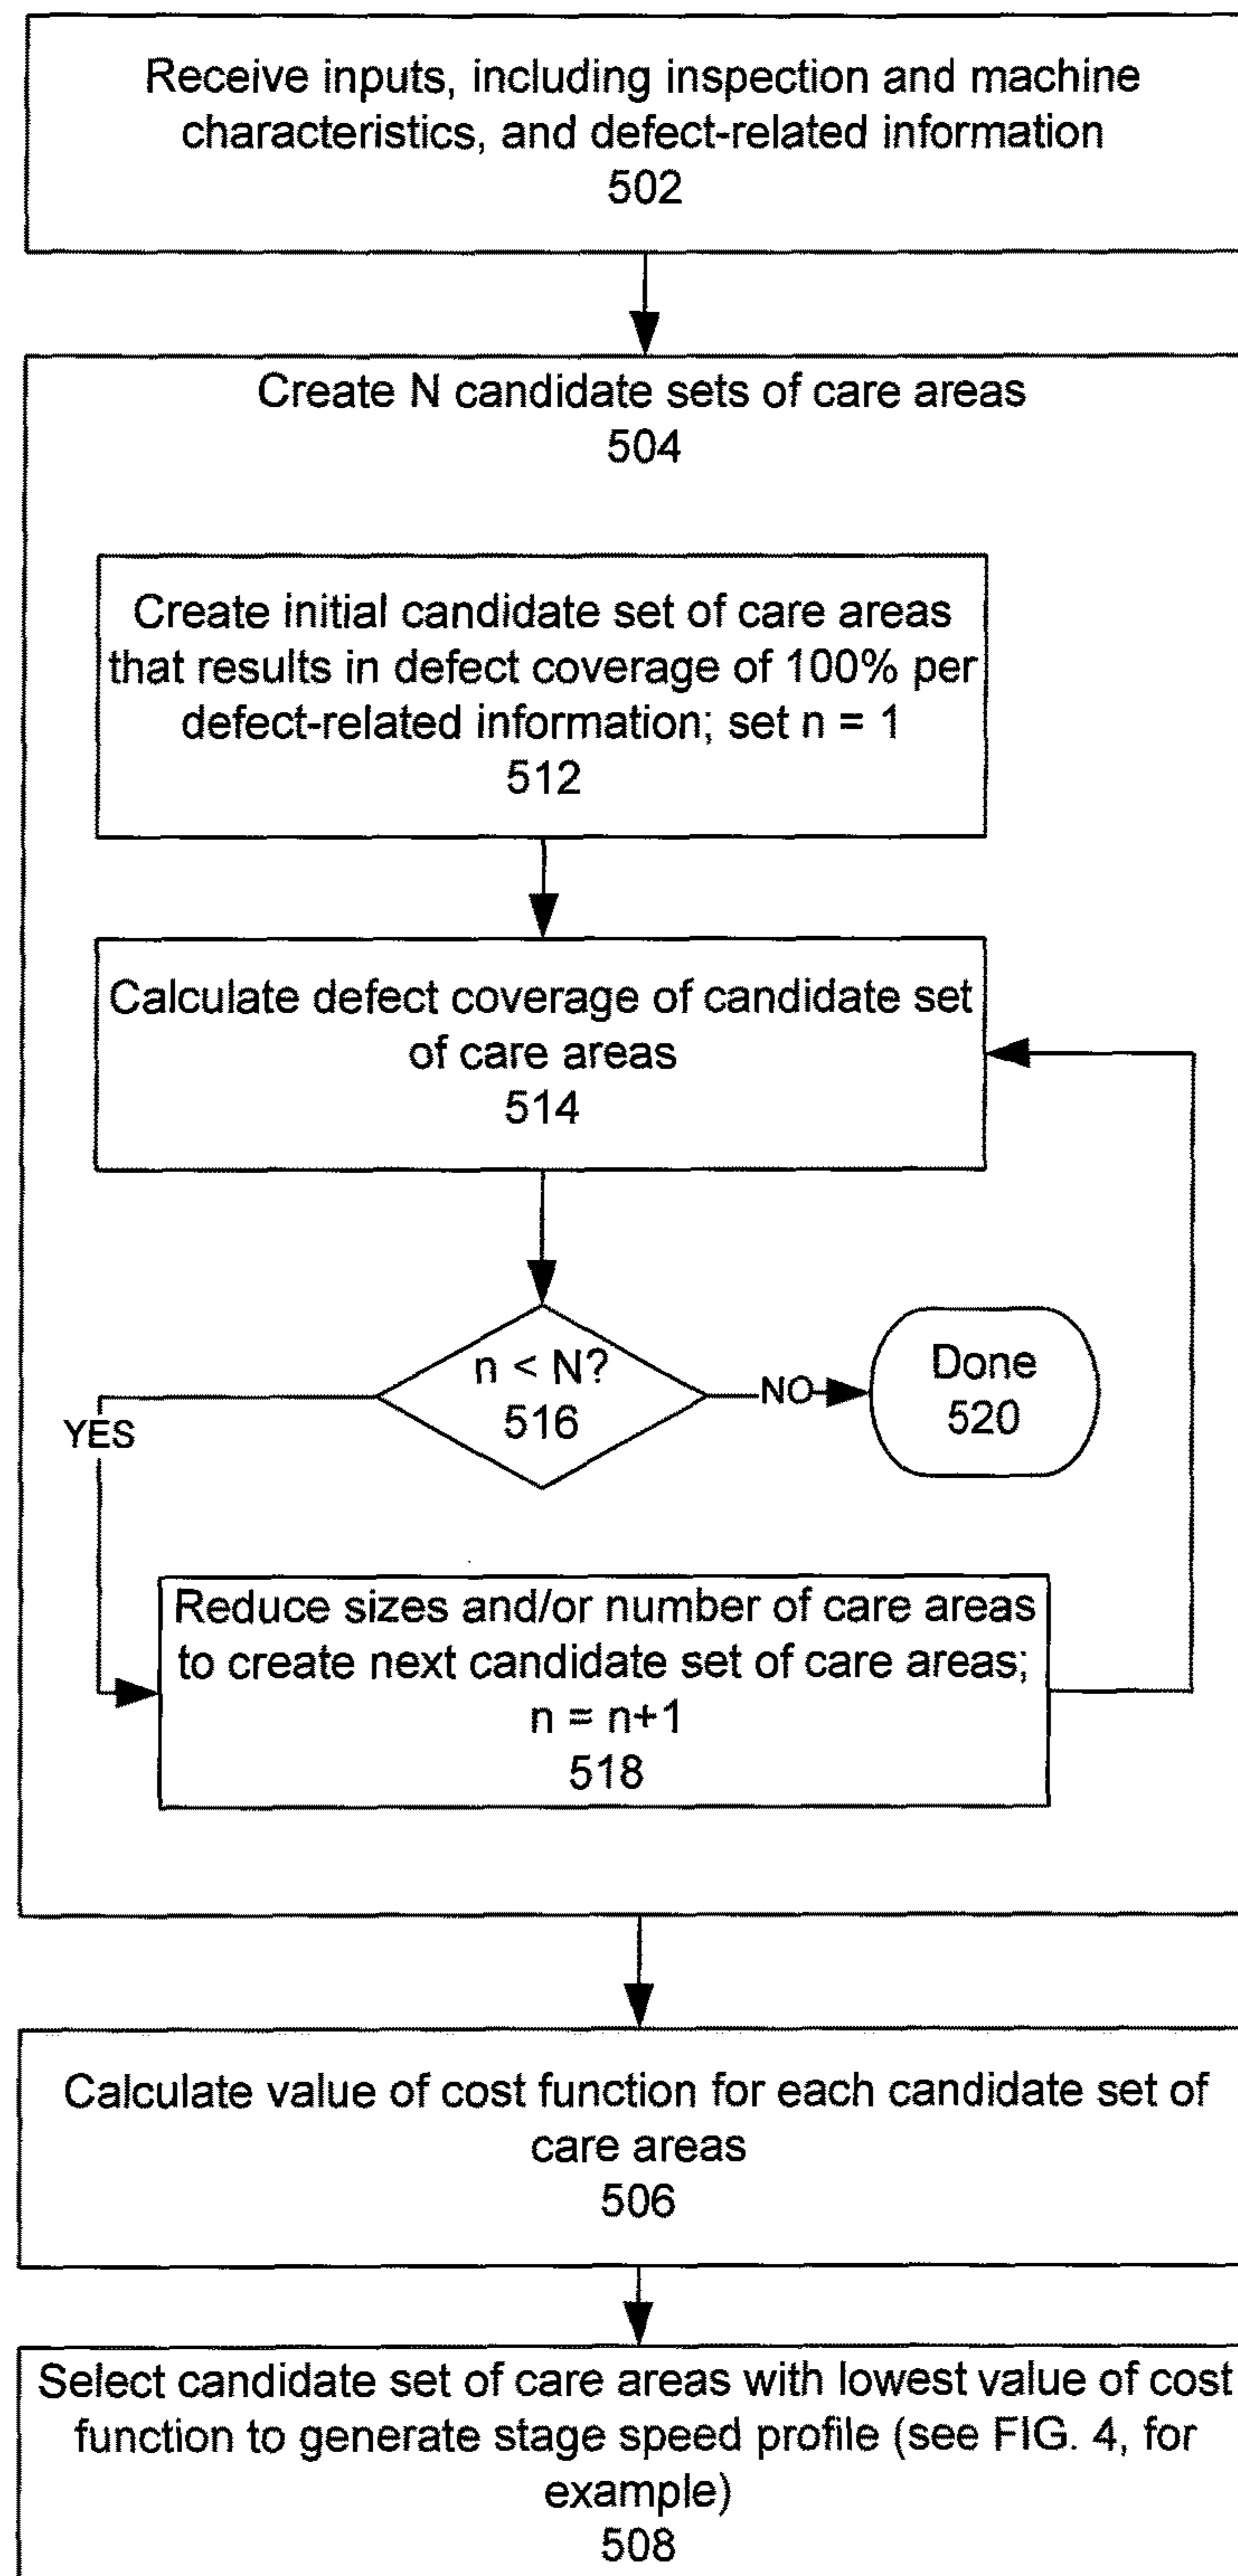 Receive inputs, including inspection and machine
characteristics, and defect-related information
502
Create N candidate sets of care areas
504
Create initial candidate set of care areas
that results in defect coverage of 100% per
defect-related information; set n = 1
512
Calculate defect coverage of candidate set
of care areas
514
n < N?
516
NO
Done
520
YES
Reduce sizes and/or number of care areas
to create next candidate set of care areas;
n = n+1
518
Calculate value of cost function for each candidate set of
care areas
506
Select candidate set of care areas with lowest value of cost
function to generate stage speed profile (see FIG. 4, for
example)
508